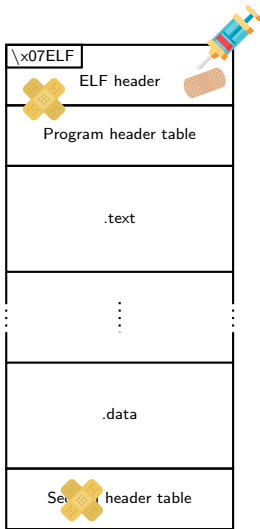 \x07ELF
ELF header
Program header table
.text
.data
header table